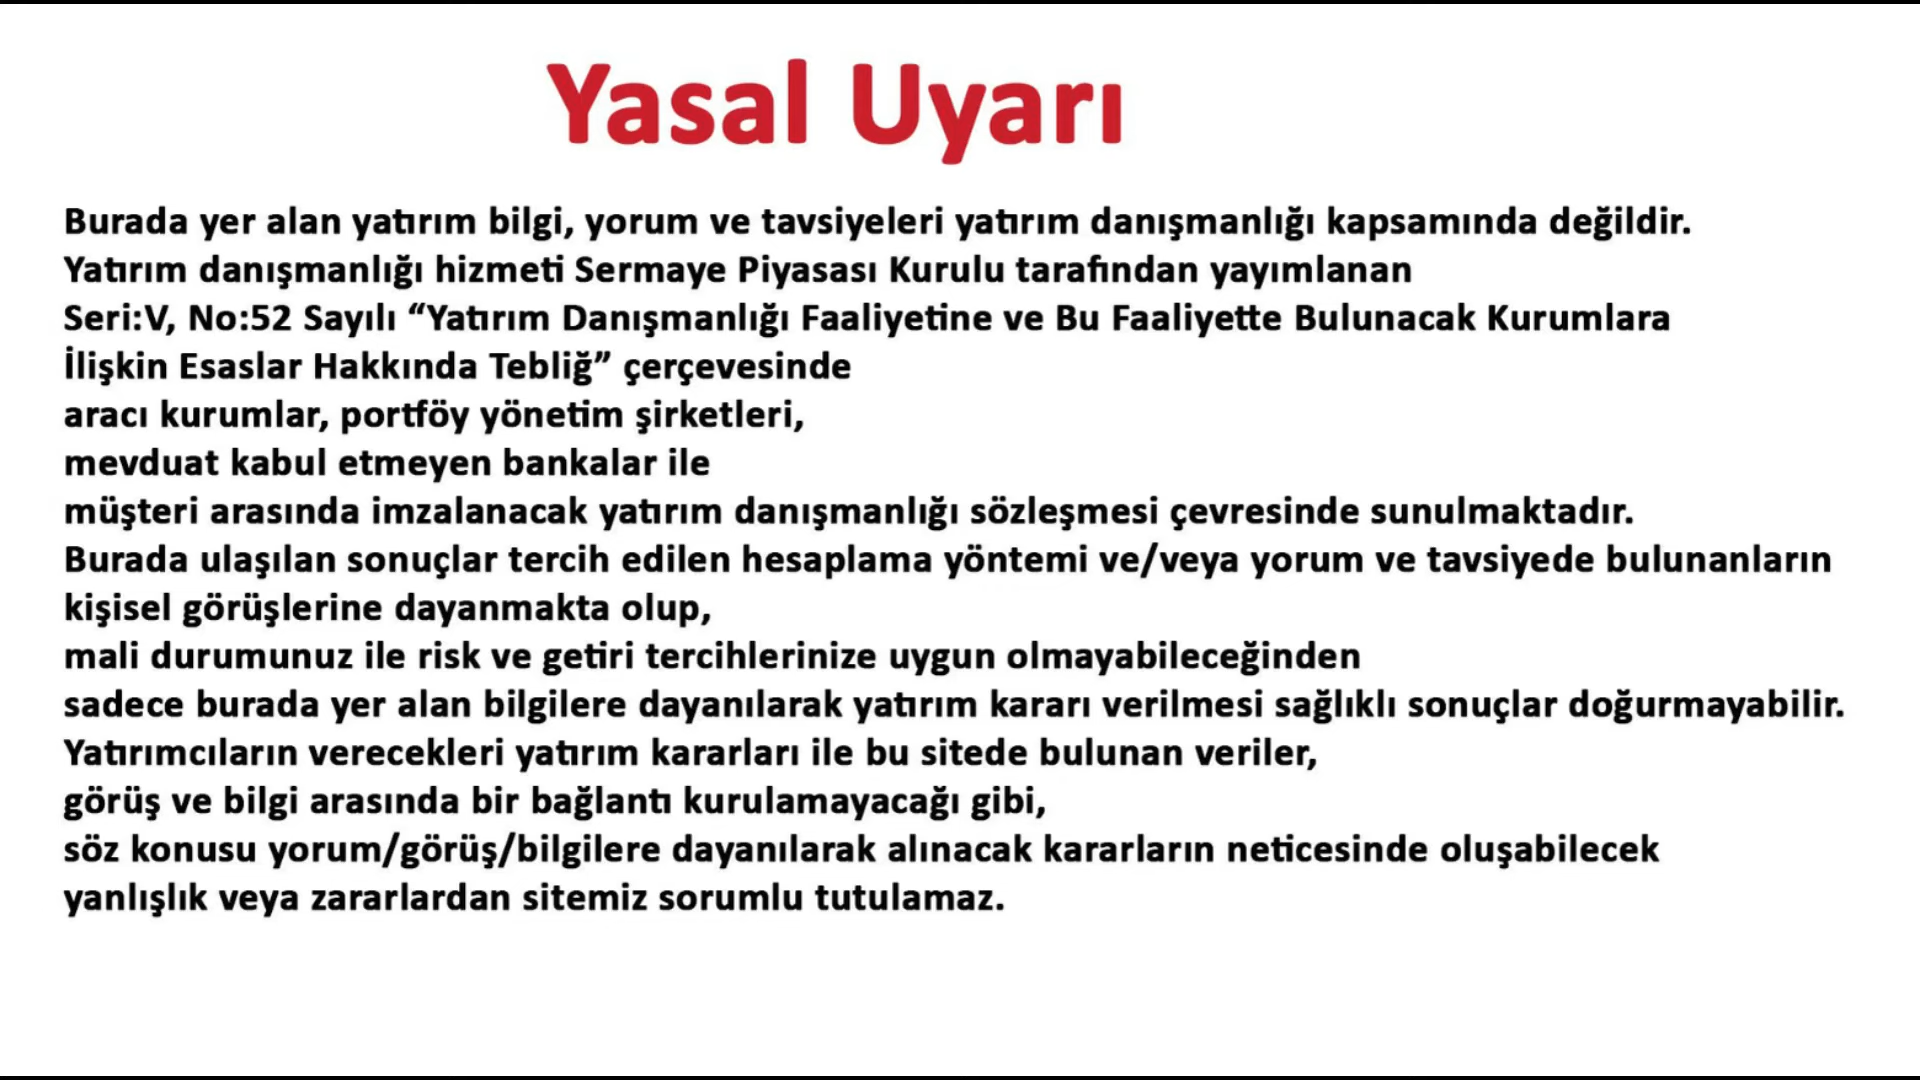 Yasal Uyarı
Burada yer alan yatırım bilgi, yorum ve tavsiyeleri yatırım danışmanlığı kapsamında değildir.
Yatırım danışmanlığı hizmeti Sermaye Piyasası Kurulu tarafından yayımlanan
Seri:V, No:52 Sayılı “Yatırım Danışmanlığı Faaliyetine ve Bu Faaliyette Bulunacak Kurumlara
İlişkin Esaslar Hakkında Tebliğ” çerçevesinde
aracı kurumlar, portföy yönetim şirketleri,
mevduat kabul etmeyen bankalar ile
müşteri arasında imzalanacak yatırım danışmanlığı sözleşmesi çevresinde sunulmaktadır.
Burada ulaşılan sonuçlar tercih edilen hesaplama yöntemi ve/veya yorum ve tavsiyede bulunanların
kişisel görüşlerine dayanmakta olup,
mali durumunuz ile risk ve getiri tercihlerinize uygun olmayabileceğinden
sadece burada yer alan bilgilere dayanılarak yatırım kararı verilmesi sağlıklı sonuçlar doğurmayabilir.
Yatırımcıların verecekleri yatırım kararları ile bu sitede bulunan veriler,
görüş ve bilgi arasında bir bağlantı kurulamayacağı gibi,
söz konusu yorum/görüş/bilgilere dayanılarak alınacak kararların neticesinde oluşabilecek
yanlışlık veya zararlardan sitemiz sorumlu tutulamaz.